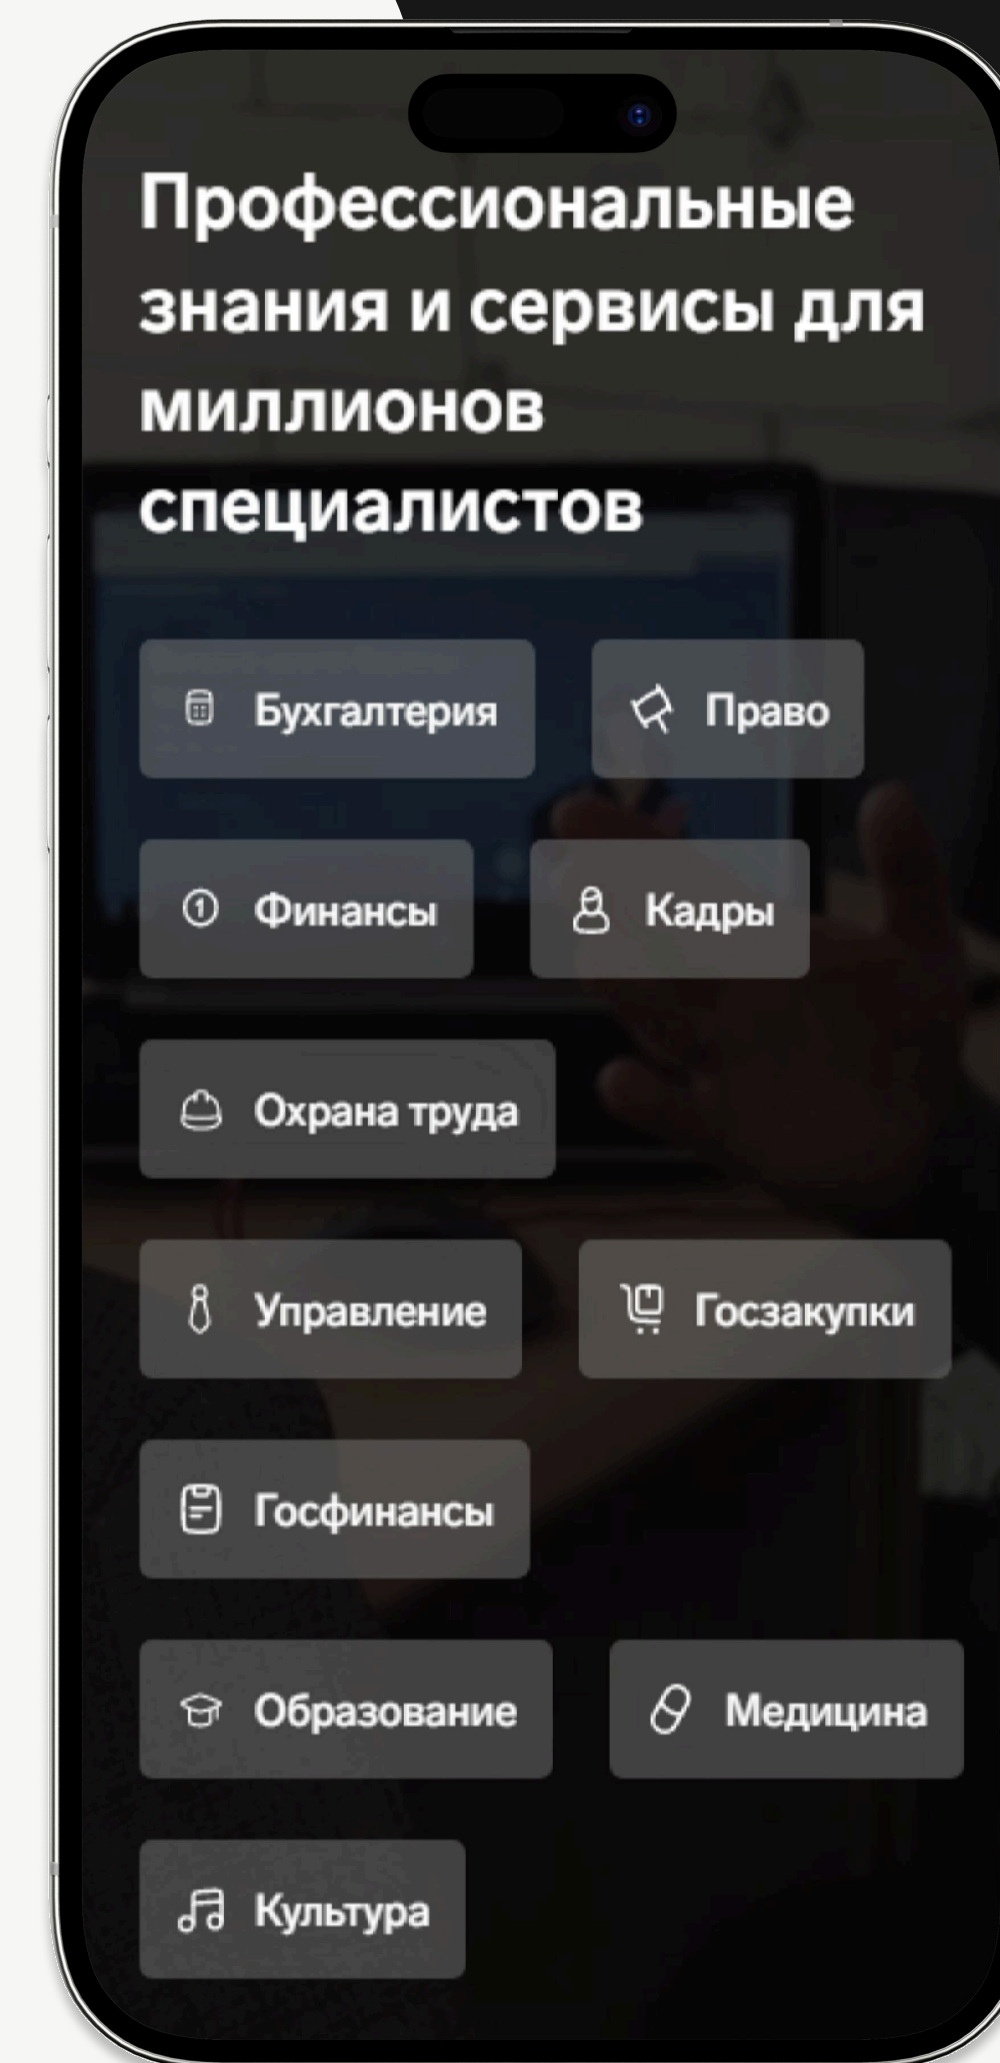 Профессиональные
знания и сервисы для
миллионов
специалистов
Бухгалтерия
Право
Финансы
Кадры
Охрана труда
Управление
Госзакупки
Госфинансы
Образование
Медицина
Культура